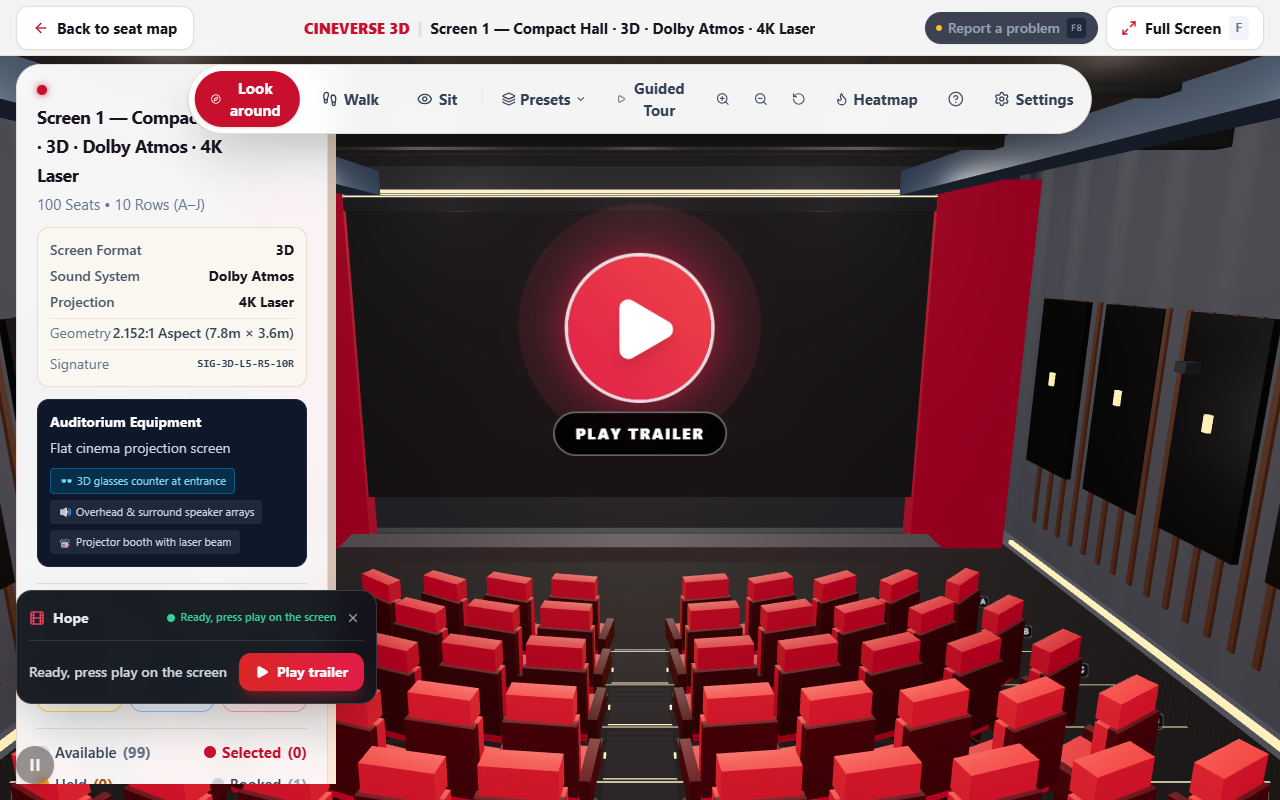 Back to seat map
CINEVERSE 3D | Screen 1 — Compact Hall · 3D · Dolby Atmos · 4K Laser
Report a problem F8
Full Screen F
Look around
Walk
Sit
Presets
Guided Tour
Heatmap
Settings
Screen 1 — Compac
· 3D · Dolby Atmos · 4K
Laser
100 Seats • 10 Rows (A–J)
Screen Format 3D
Sound System Dolby Atmos
Projection 4K Laser
Geometry 2.152:1 Aspect (7.8m × 3.6m)
Signature SIG-3D-L5-R5-10R
Auditorium Equipment
Flat cinema projection screen
3D glasses counter at entrance
Overhead & surround speaker arrays
Projector booth with laser beam
PLAY TRAILER
Hope
Ready, press play on the screen
Ready, press play on the screen
Play trailer
Available (99)
Selected (0)
Held (0)
Booked (1)
A
B